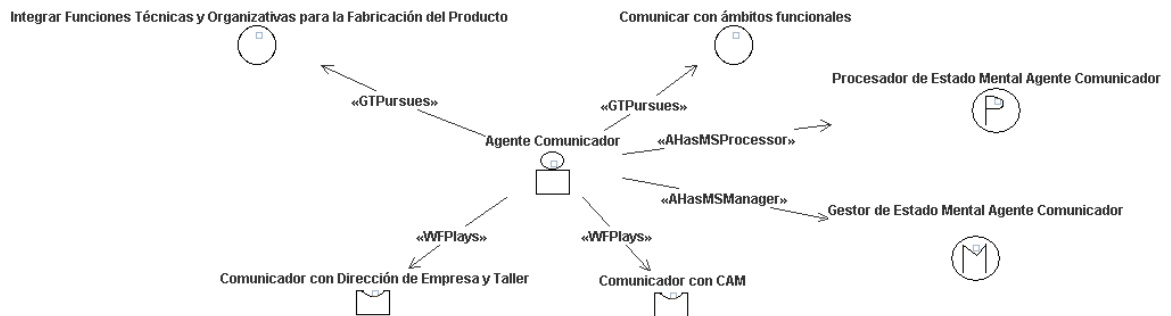 Integrar Funciones Técnicas y Organizativas para la Fabricación del Producto
Comunicar con ámbitos funcionales
Procesador de Estado Mental Agente Comunicador
P
«GTPursues»
«GTPursues»
Agente Comunicador
«AHasMSProcessor»
«AHasMSManager»
Gestor de Estado Mental Agente Comunicador
M
«WFPlays»
«WFPlays»
Comunicador con Dirección de Empresa y Taller
Comunicador con CAM